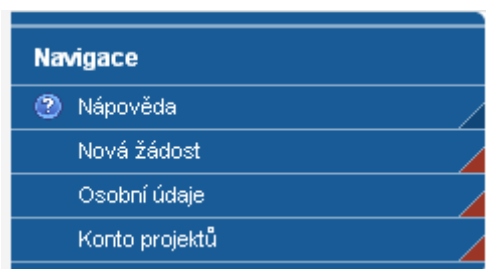 Navigace
Nápověda
Nová žádost
Osobní údaje
Konto projektů